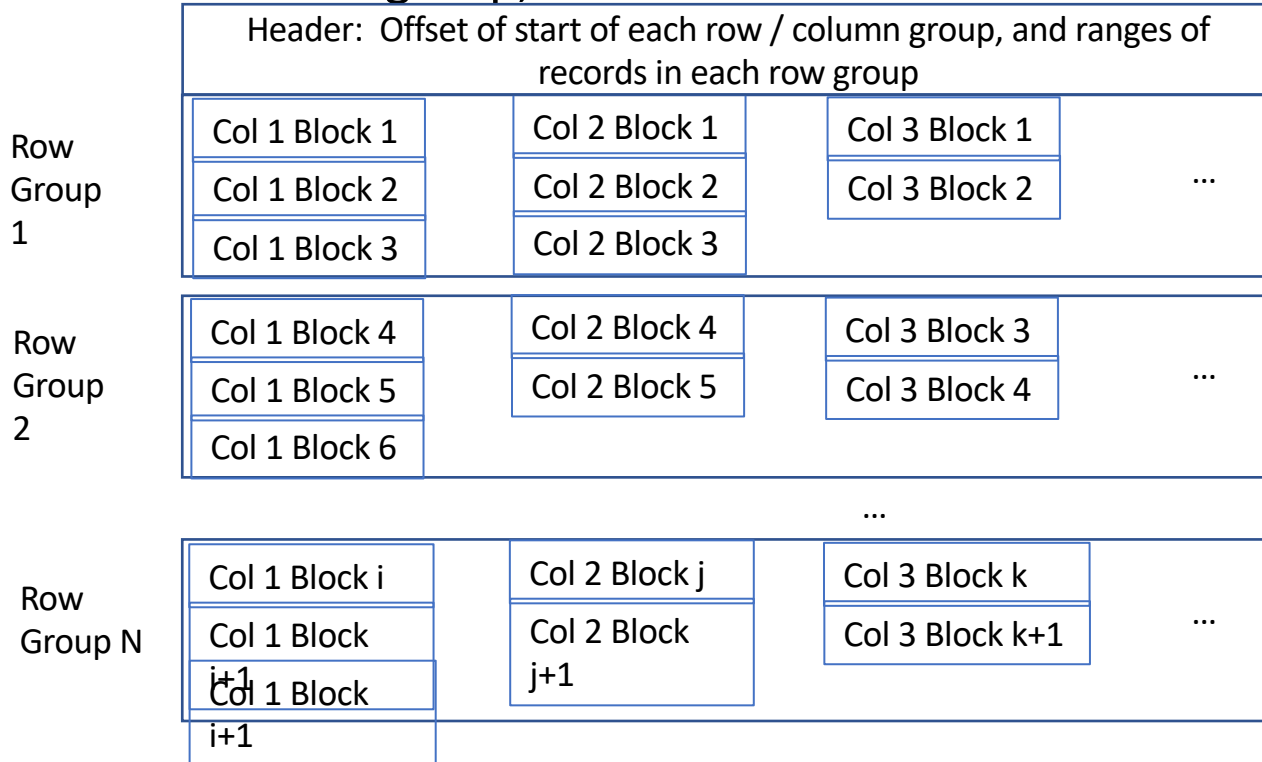 Header: Offset of start of each row / column group, and ranges of
records in each row group
Row
Group
1
Col 1 Block 1
Col 2 Block 1
Col 3 Block 1
Col 1 Block 2
Col 2 Block 2
Col 3 Block 2
...
Col 1 Block 3
Col 2 Block 3
Row
Group
2
Col 1 Block 4
Col 2 Block 4
Col 3 Block 3
Col 1 Block 5
Col 2 Block 5
Col 3 Block 4
...
Col 1 Block 6
...
Row
Group N
Col 1 Block i
Col 2 Block j
Col 3 Block k
Col 1 Block
i+1
Col 2 Block
j+1
Col 3 Block k+1
...
Col 1 Block
i+1